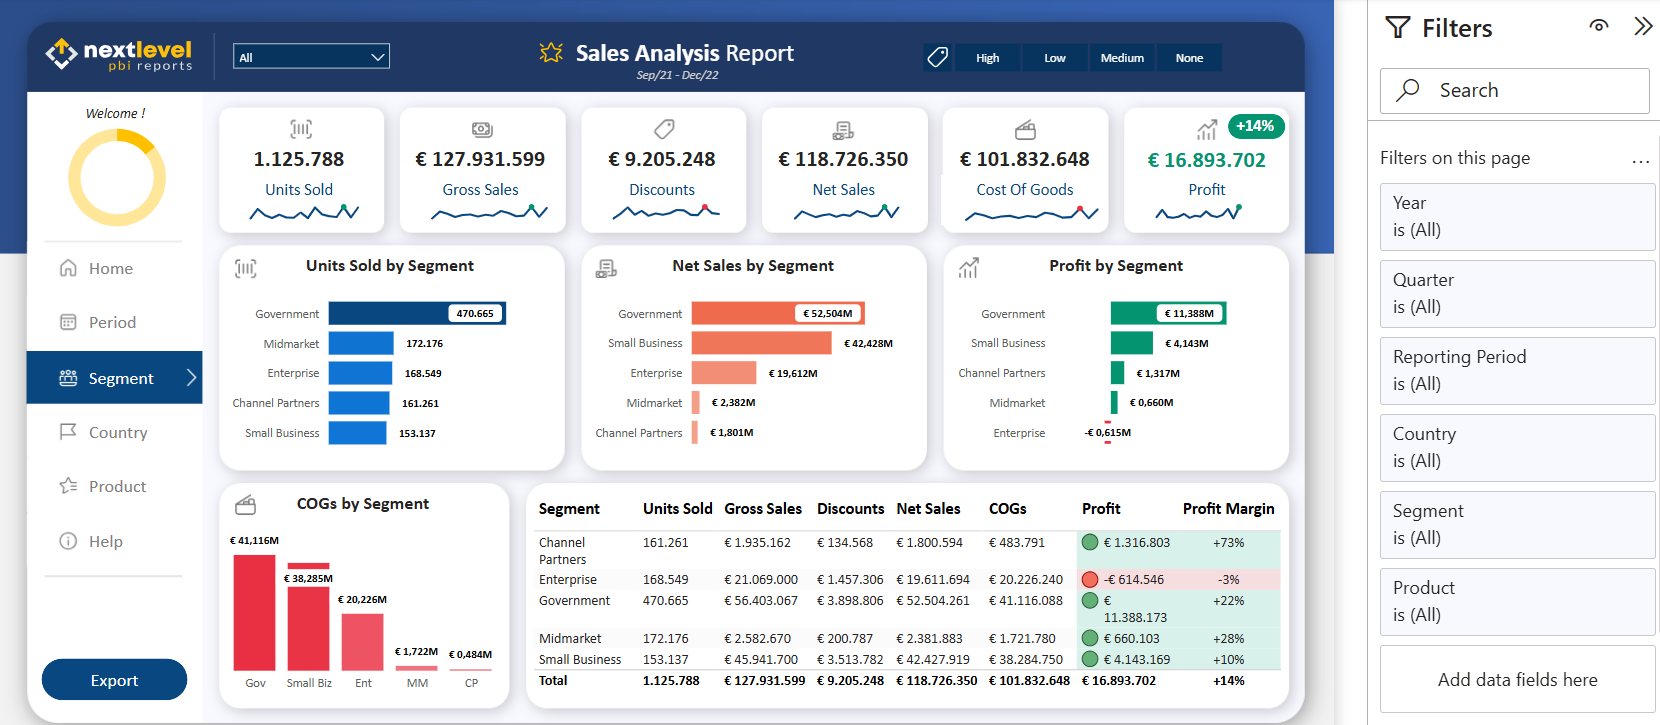 nextlevel
pbi reports
All
Sales Analysis Report
Sep/21 - Dec/22
High
Low
Medium
None
Filters
Search
Filters on this page
...
Year
is (All)
Quarter
is (All)
Reporting Period
is (All)
Country
is (All)
Segment
is (All)
Product
is (All)
Add data fields here
Welcome !
Home
Period
Segment
Country
Product
Help
Export
1.125.788
Units Sold
€ 127.931.599
Gross Sales
€ 9.205.248
Discounts
€ 118.726.350
Net Sales
€ 101.832.648
Cost Of Goods
+14%
€ 16.893.702
Profit
Units Sold by Segment
Government 470.665
Midmarket 172.176
Enterprise 168.549
Channel Partners 161.261
Small Business 153.137
Net Sales by Segment
Government € 52,504M
Small Business € 42,428M
Enterprise € 19,612M
Midmarket € 2,382M
Channel Partners € 1,801M
Profit by Segment
Government € 11,388M
Small Business € 4,143M
Channel Partners € 1,317M
Midmarket € 0,660M
Enterprise -€ 0,615M
COGs by Segment
€ 41,116M
€ 38,285M
€ 20,226M
€ 1,722M
€ 0,484M
Gov Small Biz Ent MM CP
Segment Units Sold Gross Sales Discounts Net Sales COGs Profit Profit Margin
Channel 161.261 € 1.935.162 € 134.568 € 1.800.594 € 483.791 € 1.316.803 +73%
Partners
Enterprise 168.549 € 21.069.000 € 1.457.306 € 19.611.694 € 20.226.240 -€ 614.546 -3%
Government 470.665 € 56.403.067 € 3.898.806 € 52.504.261 € 41.116.088 € +22%
11.388.173
Midmarket 172.176 € 2.582.670 € 200.787 € 2.381.883 € 1.721.780 € 660.103 +28%
Small Business 153.137 € 45.941.700 € 3.513.782 € 42.427.919 € 38.284.750 € 4.143.169 +10%
Total 1.125.788 € 127.931.599 € 9.205.248 € 118.726.350 € 101.832.648 € 16.893.702 +14%